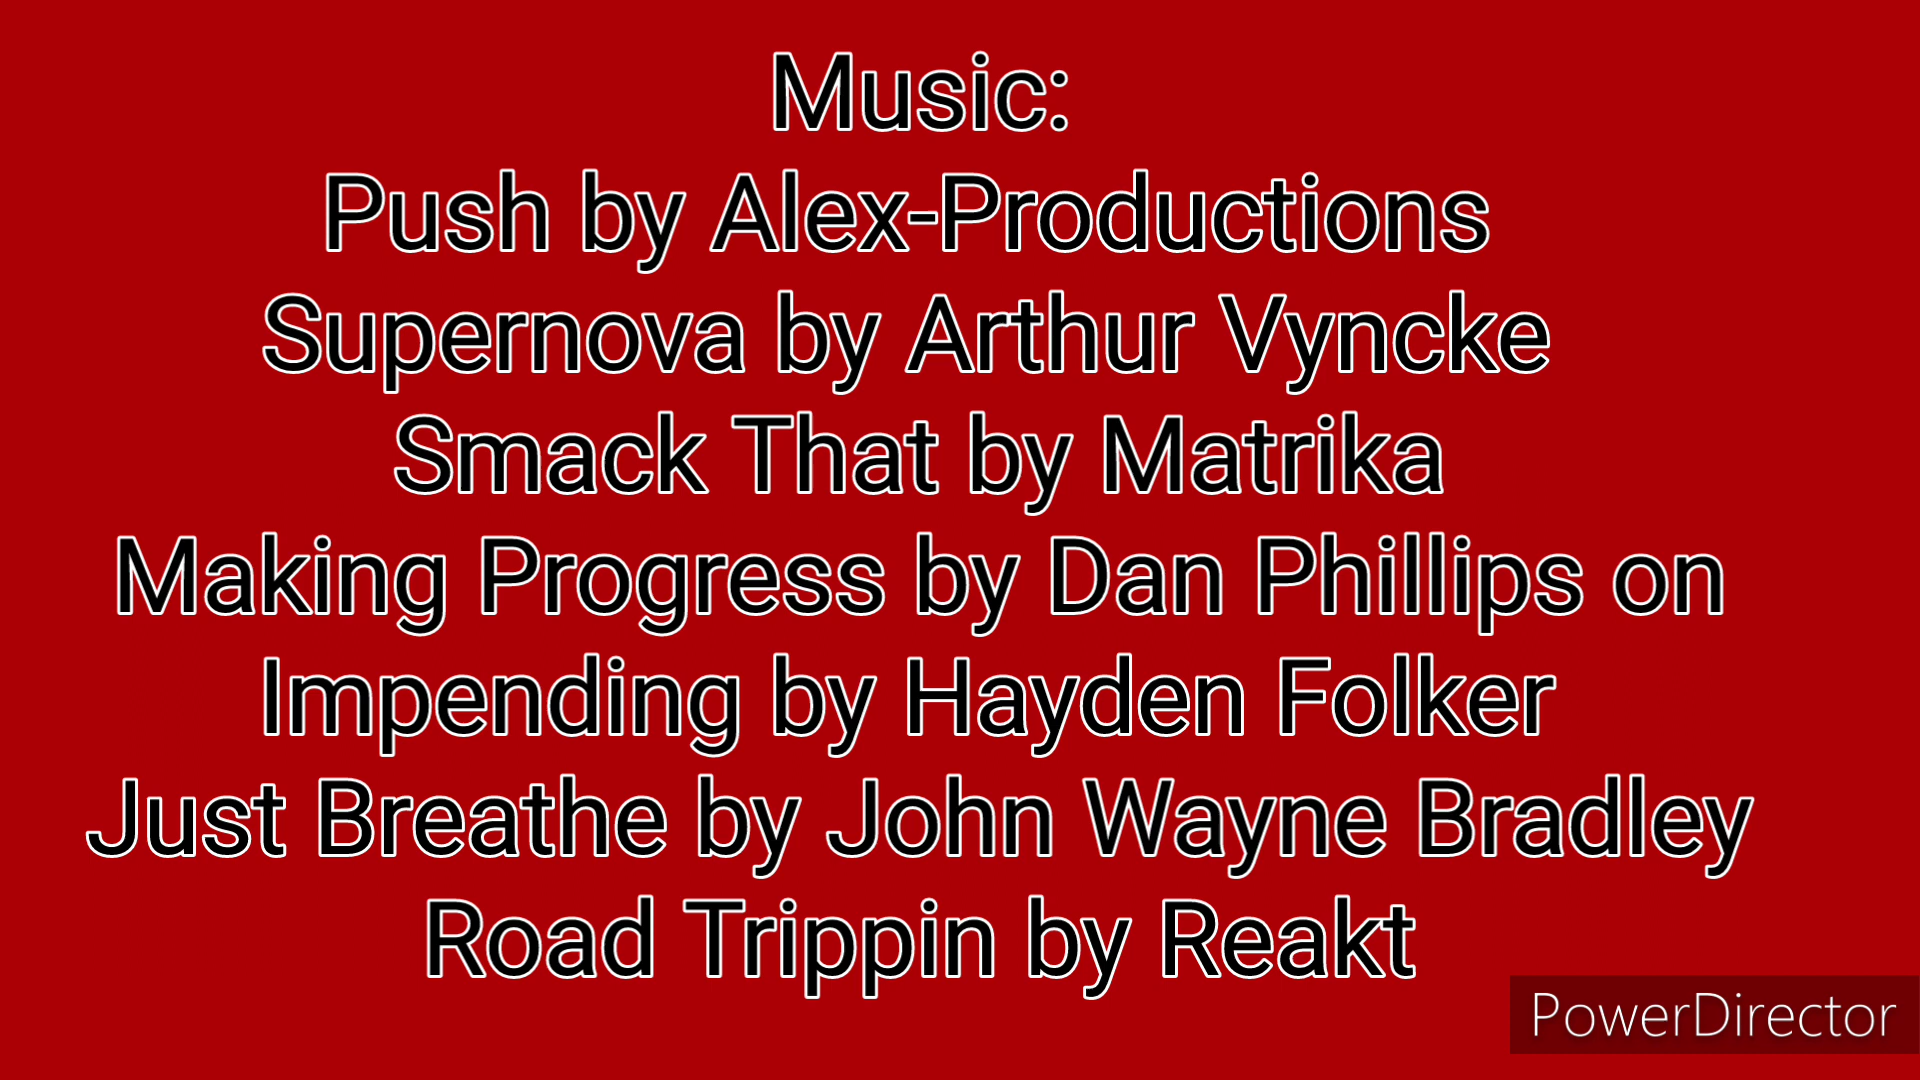 Music:
Push by Alex-Productions
Supernova by Arthur Vyncke
Smack That by Matrika
Making Progress by Dan Phillips on
Impending by Hayden Folker
Just Breathe by John Wayne Bradley
Road Trippin by Reakt
PowerDirector